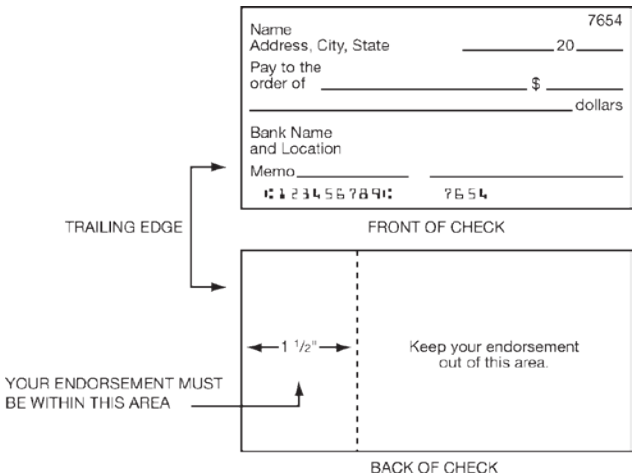 7654
Name
Address, City, State 20
Pay to the
order of $
dollars
Bank Name
and Location
Memo
⑆123456789⑆ 7654
FRONT OF CHECK
TRAILING EDGE
1 1/2"
Keep your endorsement
out of this area.
YOUR ENDORSEMENT MUST
BE WITHIN THIS AREA
BACK OF CHECK